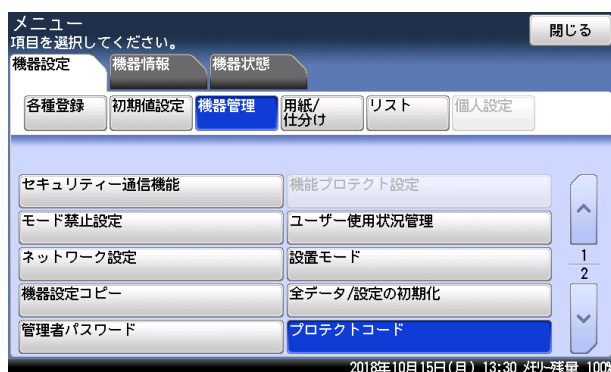 メニュー
項目を選択してください。
閉じる
機器設定
機器情報
機器状態
各種登録
初期値設定
機器管理
用紙/
仕分け
リスト
個人設定
セキュリティー通信機能
機能プロテクト設定
モード禁止設定
ユーザー使用状況管理
ネットワーク設定
設置モード
1
2
機器設定コピー
全データ/設定の初期化
管理者パスワード
プロテクトコード
2018年10月15日(月) 13:30 メモリー残量 100%